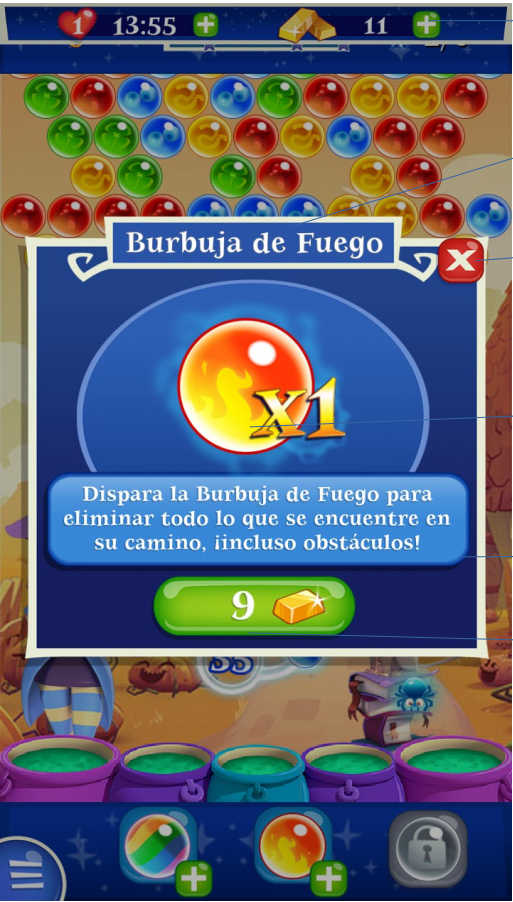 1 13:55 11
Burbuja de Fuego
X
x1
Dispara la Burbuja de Fuego para
eliminar todo lo que se encuentre en
su camino, ¡incluso obstáculos!
9
35